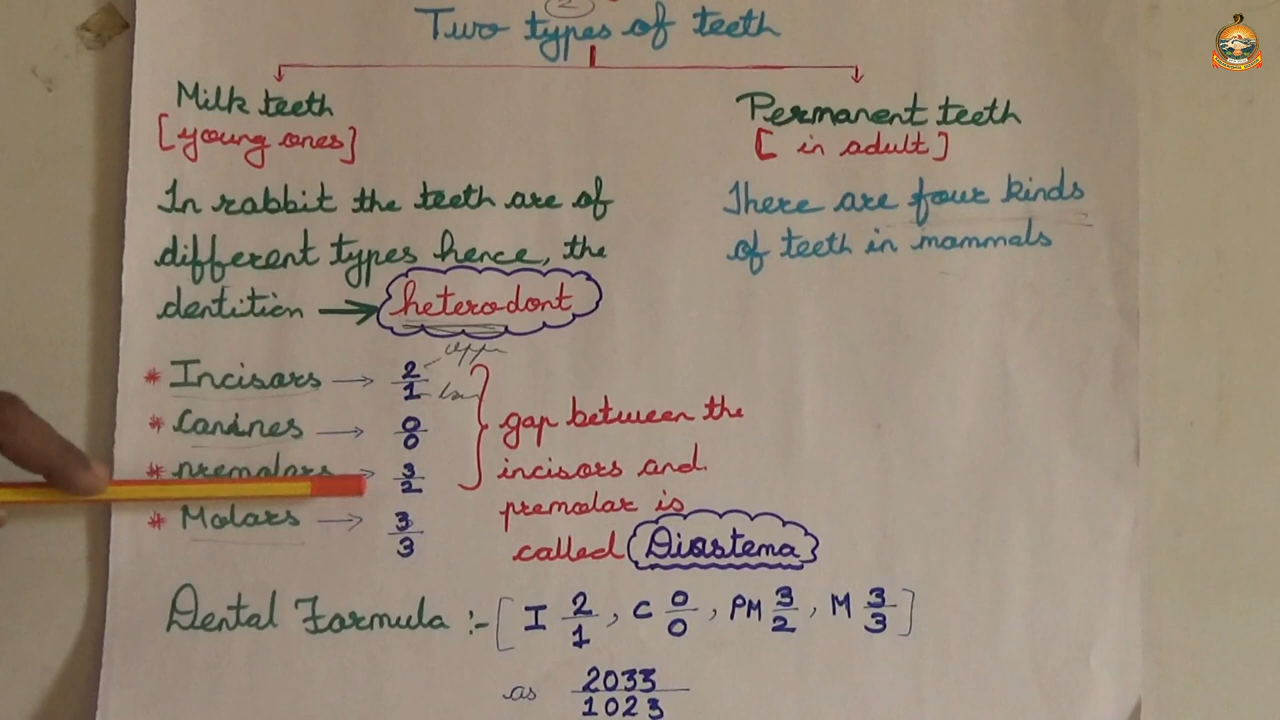 2
Two types of teeth
Milk teeth
[young ones]
Permanent teeth
[in adult]
In rabbit the teeth are of
different types hence, the
dentition → heterodont
There are four kinds
of teeth in mammals
* Incisors → 2/1
* Canines → 0/0
* premolars → 3/2
* Molars → 3/3
gap between the
incisors and
premolar is
called Diastema
Dental Formula :- [I 2/1, C 0/0, PM 3/2, M 3/3]
as 2033/1023